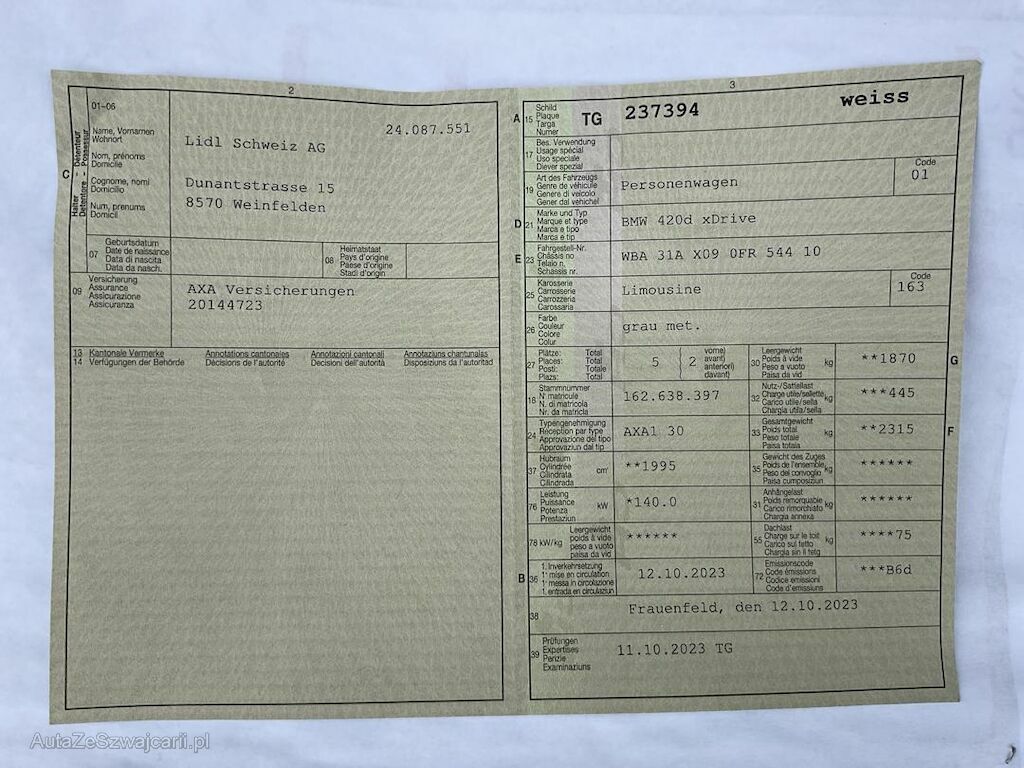 2
01-06
24.087.551
Halter - Détenteur
Detentore - Possessur
C
Name, Vornamen
Wohnort
Nom, prénoms
Domicile
Cognome, nomi
Domicilio
Num, prenums
Domicil
Lidl Schweiz AG
Dunantstrasse 15
8570 Weinfelden
07
Geburtsdatum
Date de naissance
Data di nascita
Data da nasch.
08
Heimatstaat
Pays d'origine
Paese d'origine
Stadi d'origin
09
Versicherung
Assurance
Assicurazione
Assicuranza
AXA Versicherungen
20144723
13 Kantonale Vermerke Annotations cantonales Annotazioni cantonali Annotaziuns chantunalas
14 Verfügungen der Behörde Décisions de l'autorité Decisioni dell'autorità Disposiziuns da l'autoritad
3
A 15
Schild
Plaque
Targa
Numer
TG 237394 weiss
17
Bes. Verwendung
Usage spécial
Uso speciale
Diever spezial
19
Art des Fahrzeugs
Genre de véhicule
Genere di veicolo
Gener dal vehichel
Personenwagen
Code
01
D 21
Marke und Typ
Marque et type
Marca e tipo
Marca e tip
BMW 420d xDrive
E 23
Fahrgestell-Nr.
Châssis no
Telaio n.
Schassis nr.
WBA 31A X09 0FR 544 10
25
Karosserie
Carrosserie
Carrozzeria
Carossaria
Limousine
Code
163
26
Farbe
Couleur
Colore
Colur
grau met.
27
Plätze: Total
Places: Total
Posti: Totale
Plazs: Total
5 2
vorne)
avant)
anteriori)
davant)
30
Leergewicht
Poids à vide
Peso a vuoto
Paisa da vid
kg
**1870
G
18
Stammnummer
N° matricule
N. di matricola
Nr. da matricla
162.638.397
32
Nutz-/Sattellast
Charge utile/sellette
Carico utile/sella
Chargia utila/sella
kg
***445
24
Typengenehmigung
Réception par type
Approvazione del tipo
Approvaziun dal tip
AXA1 30
33
Gesamtgewicht
Poids total
Peso totale
Paisa totala
kg
**2315
F
37
Hubraum
Cylindrée
Cilindrata
Cilindrada
cm³
**1995
35
Gewicht des Zuges
Poids de l'ensemble
Peso del convoglio
Paisa cumposiziun
kg
******
76
Leistung
Puissance
Potenza
Prestaziun
kW
*140.0
31
Anhängelast
Poids remorquable
Carico rimorchiato
Chargia annexa
kg
******
78 kW/kg
Leergewicht
poids à vide
peso a vuoto
paisa da vid
******
55
Dachlast
Charge sur le toit
Carico sul tetto
Chargia sin il tetg
kg
****75
B 36
1. Inverkehrsetzung
1re mise en circulation
1a messa in circolazione
1. entrada en circulaziun
12.10.2023
72
Emissionscode
Code émissions
Codice emissioni
Code d'emissiuns
***B6d
38
Frauenfeld, den 12.10.2023
39
Prüfungen
Expertises
Perizie
Examinaziuns
11.10.2023 TG
AutaZeSzwajcarii.pl